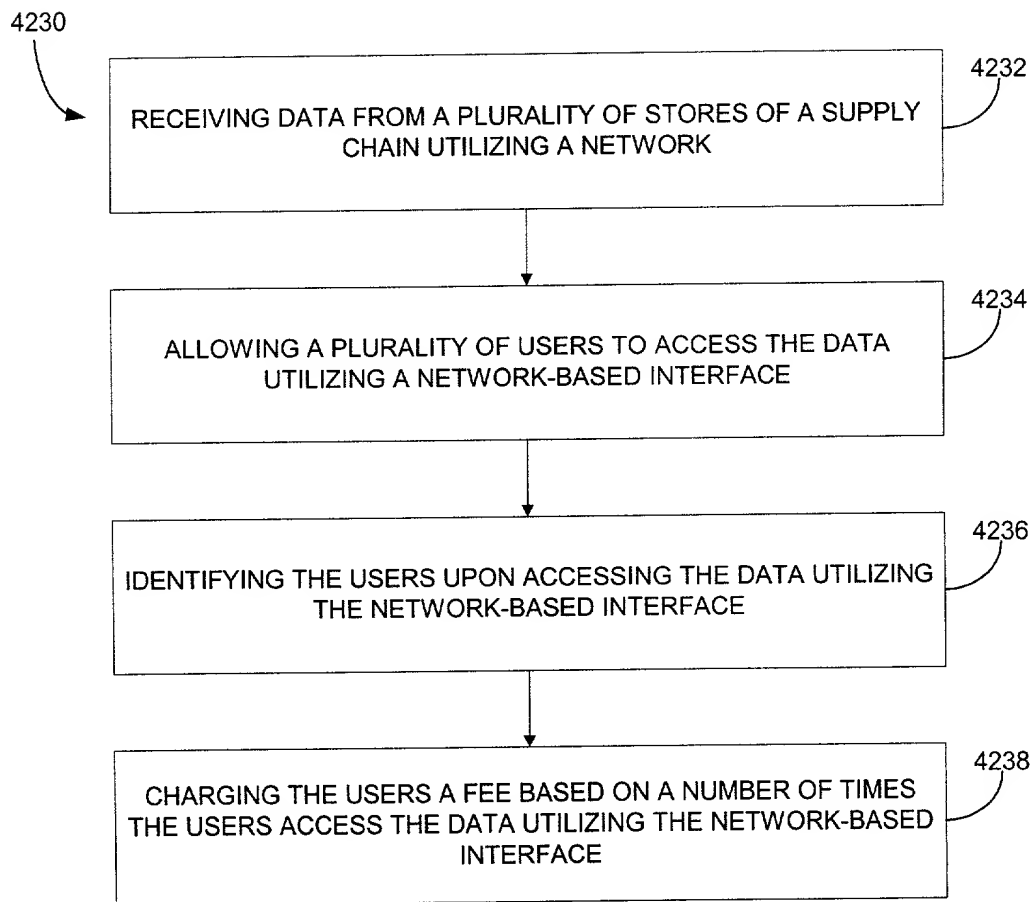 4230
4232
RECEIVING DATA FROM A PLURALITY OF STORES OF A SUPPLY
CHAIN UTILIZING A NETWORK
4234
ALLOWING A PLURALITY OF USERS TO ACCESS THE DATA
UTILIZING A NETWORK-BASED INTERFACE
4236
IDENTIFYING THE USERS UPON ACCESSING THE DATA UTILIZING
THE NETWORK-BASED INTERFACE
4238
CHARGING THE USERS A FEE BASED ON A NUMBER OF TIMES
THE USERS ACCESS THE DATA UTILIZING THE NETWORK-BASED
INTERFACE